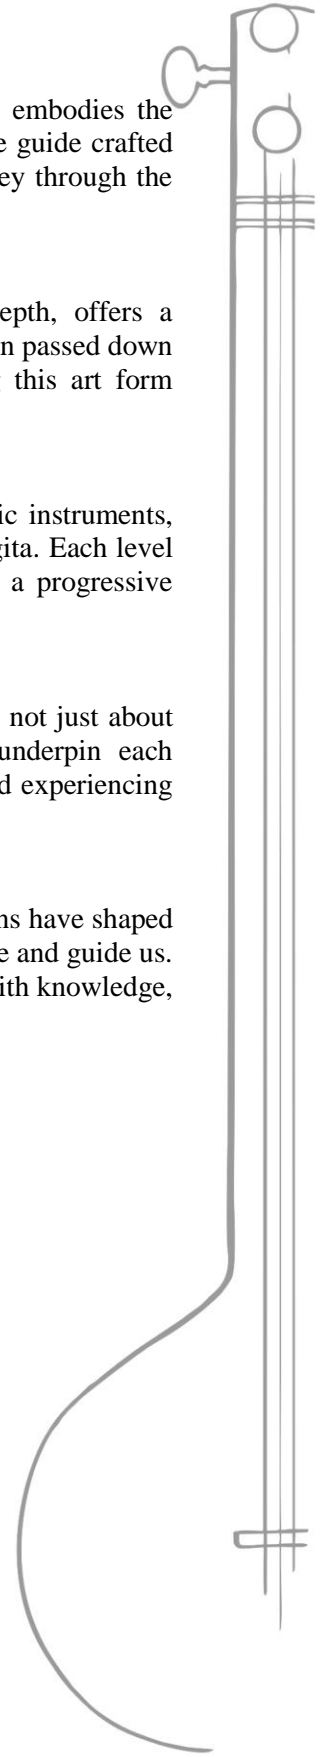 embodies the
e guide crafted
ey through the
epth, offers a
n passed down
this art form
ic instruments,
gita. Each level
a progressive
not just about
underpin each
d experiencing
ns have shaped
e and guide us.
ith knowledge,